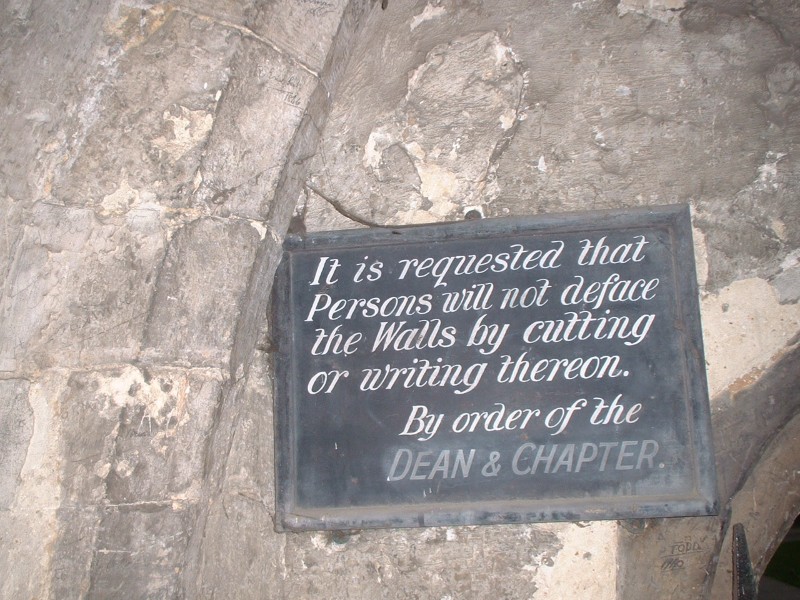 It is requested that
Persons will not deface
the Walls by cutting
or writing thereon.
By order of the
DEAN & CHAPTER.